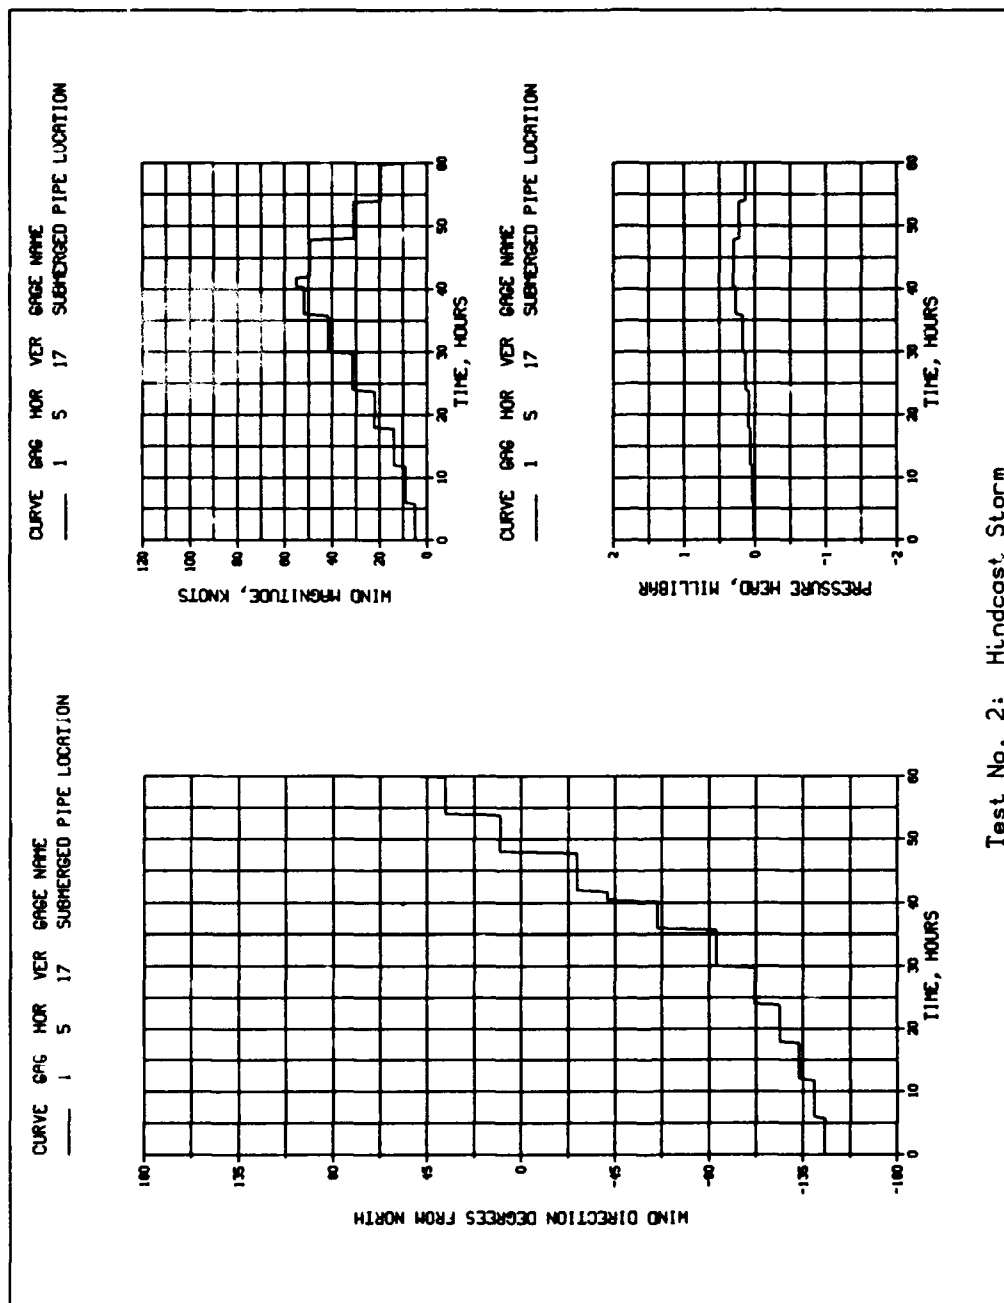 CURVE GAG HOR VER GAGE NAME
1 5 17 SUBMERGED PIPE LOCATION
WIND DIRECTION DEGREES FROM NORTH
180
135
90
45
0
-45
-90
-135
-180
0 10 20 30 40 50 60
TIME, HOURS
CURVE GAG HOR VER GAGE NAME
1 5 17 SUBMERGED PIPE LOCATION
WIND MAGNITUDE, KNOTS
120
100
80
60
40
20
0
0 10 20 30 40 50 60
TIME, HOURS
CURVE GAG HOR VER GAGE NAME
1 5 17 SUBMERGED PIPE LOCATION
PRESSURE HEAD, MILLIBAR
2
1
0
-1
-2
0 10 20 30 40 50 60
TIME, HOURS
Test No. 2: Hindcast Storm